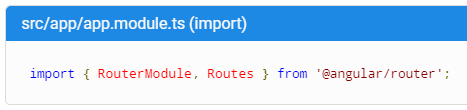 src/app/app.module.ts (import)
import { RouterModule, Routes } from '@angular/router';